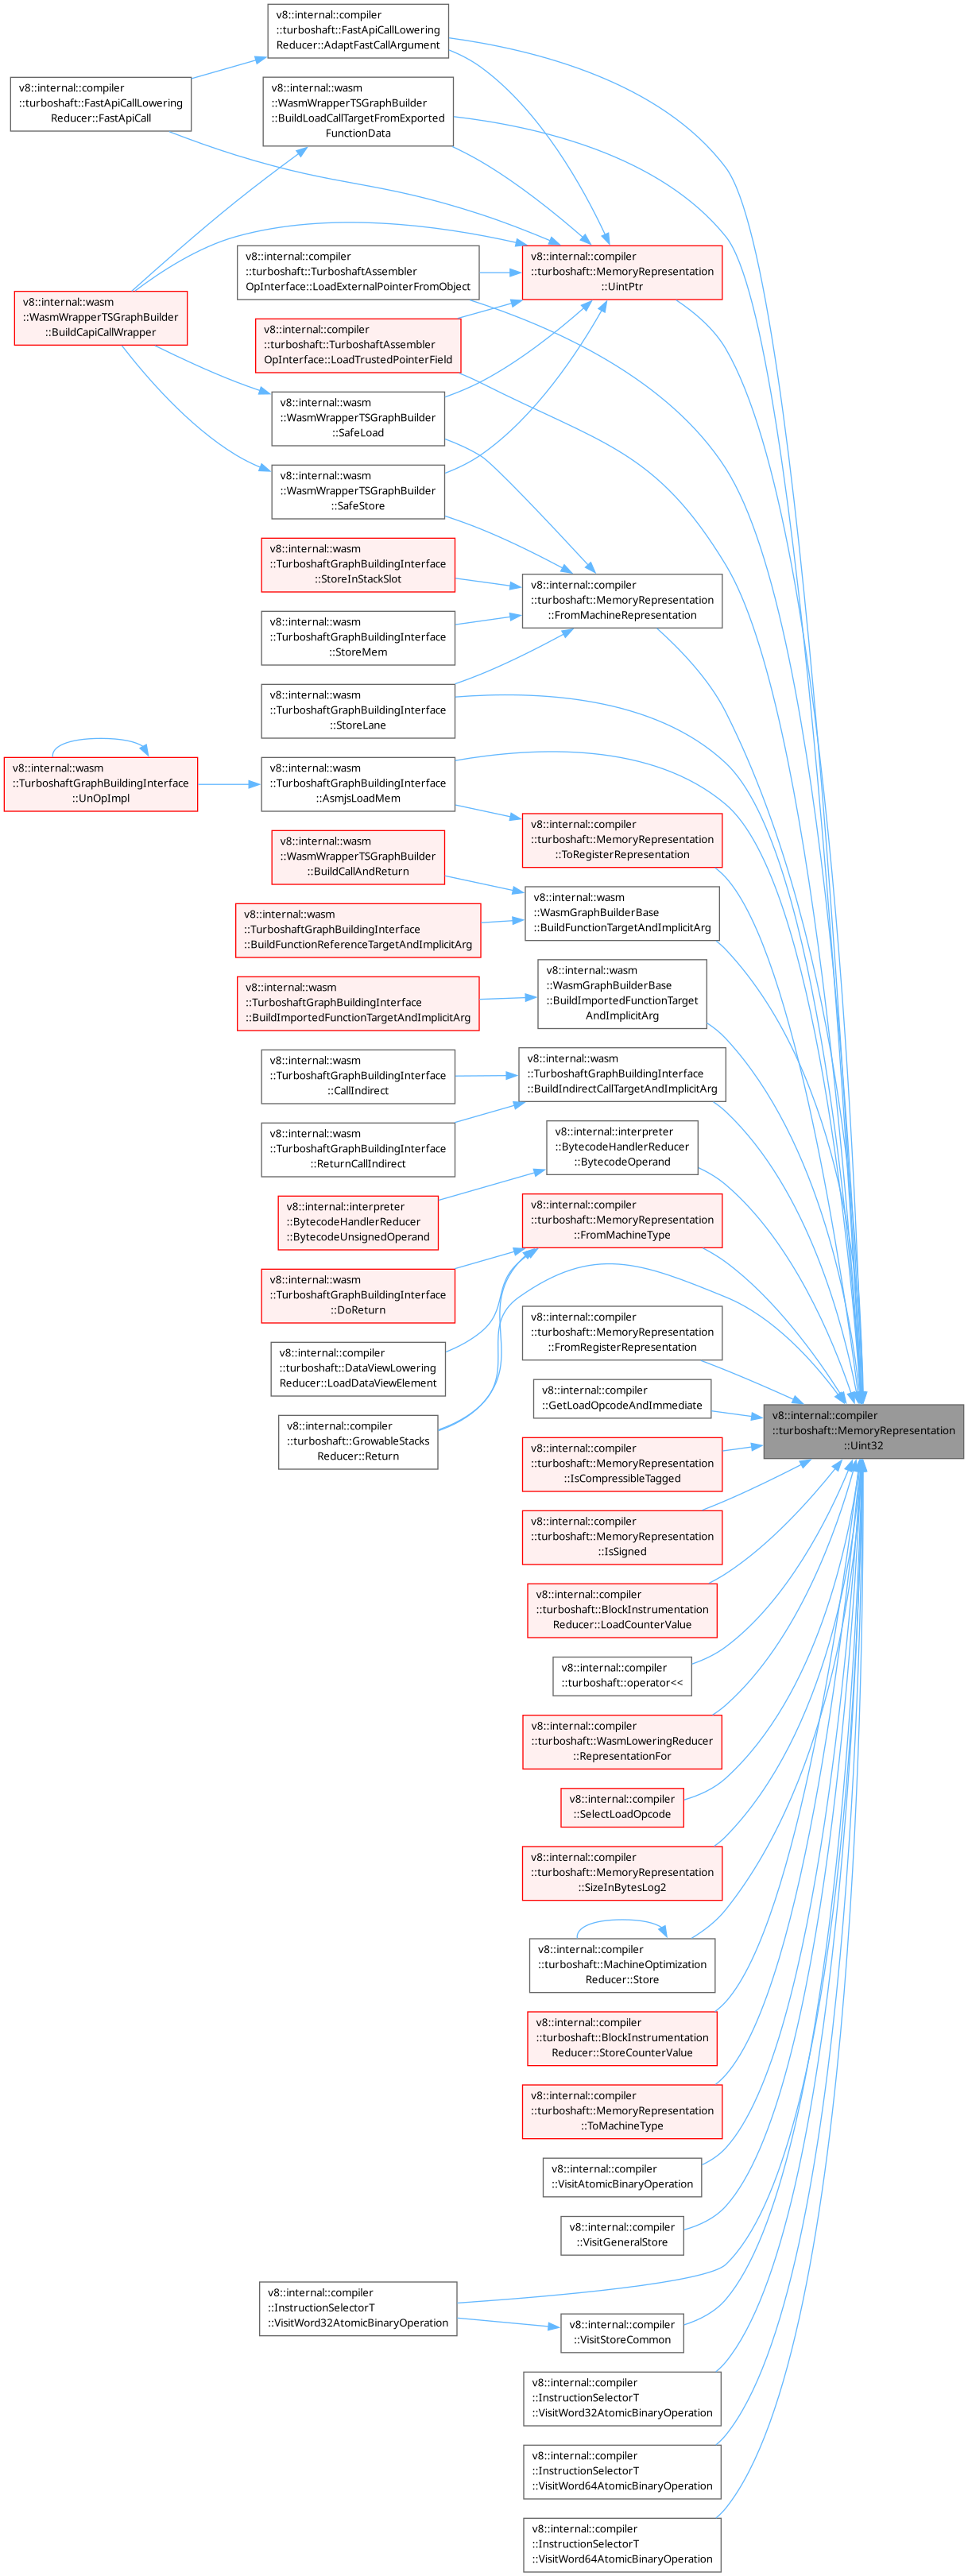 v8::internal::compiler
::turboshaft::FastApiCallLowering
Reducer::AdaptFastCallArgument
v8::internal::compiler
::turboshaft::FastApiCallLowering
Reducer::FastApiCall
v8::internal::wasm
::WasmWrapperTSGraphBuilder
::BuildLoadCallTargetFromExported
FunctionData
v8::internal::compiler
::turboshaft::MemoryRepresentation
::UintPtr
v8::internal::compiler
::turboshaft::TurboshaftAssembler
OpInterface::LoadExternalPointerFromObject
v8::internal::wasm
::WasmWrapperTSGraphBuilder
::BuildCapiCallWrapper
v8::internal::compiler
::turboshaft::TurboshaftAssembler
OpInterface::LoadTrustedPointerField
v8::internal::wasm
::WasmWrapperTSGraphBuilder
::SafeLoad
v8::internal::wasm
::WasmWrapperTSGraphBuilder
::SafeStore
v8::internal::wasm
::TurboshaftGraphBuildingInterface
::StoreInStackSlot
v8::internal::compiler
::turboshaft::MemoryRepresentation
::FromMachineRepresentation
v8::internal::wasm
::TurboshaftGraphBuildingInterface
::StoreMem
v8::internal::wasm
::TurboshaftGraphBuildingInterface
::StoreLane
v8::internal::wasm
::TurboshaftGraphBuildingInterface
::UnOpImpl
v8::internal::wasm
::TurboshaftGraphBuildingInterface
::AsmjsLoadMem
v8::internal::compiler
::turboshaft::MemoryRepresentation
::ToRegisterRepresentation
v8::internal::wasm
::WasmWrapperTSGraphBuilder
::BuildCallAndReturn
v8::internal::wasm
::WasmGraphBuilderBase
::BuildFunctionTargetAndImplicitArg
v8::internal::wasm
::TurboshaftGraphBuildingInterface
::BuildFunctionReferenceTargetAndImplicitArg
v8::internal::wasm
::WasmGraphBuilderBase
::BuildImportedFunctionTarget
AndImplicitArg
v8::internal::wasm
::TurboshaftGraphBuildingInterface
::BuildImportedFunctionTargetAndImplicitArg
v8::internal::wasm
::TurboshaftGraphBuildingInterface
::BuildIndirectCallTargetAndImplicitArg
v8::internal::wasm
::TurboshaftGraphBuildingInterface
::CallIndirect
v8::internal::wasm
::TurboshaftGraphBuildingInterface
::ReturnCallIndirect
v8::internal::interpreter
::BytecodeHandlerReducer
::BytecodeOperand
v8::internal::interpreter
::BytecodeHandlerReducer
::BytecodeUnsignedOperand
v8::internal::compiler
::turboshaft::MemoryRepresentation
::FromMachineType
v8::internal::wasm
::TurboshaftGraphBuildingInterface
::DoReturn
v8::internal::compiler
::turboshaft::DataViewLowering
Reducer::LoadDataViewElement
v8::internal::compiler
::turboshaft::GrowableStacks
Reducer::Return
v8::internal::compiler
::turboshaft::MemoryRepresentation
::FromRegisterRepresentation
v8::internal::compiler
::GetLoadOpcodeAndImmediate
v8::internal::compiler
::turboshaft::MemoryRepresentation
::Uint32
v8::internal::compiler
::turboshaft::MemoryRepresentation
::IsCompressibleTagged
v8::internal::compiler
::turboshaft::MemoryRepresentation
::IsSigned
v8::internal::compiler
::turboshaft::BlockInstrumentation
Reducer::LoadCounterValue
v8::internal::compiler
::turboshaft::operator<<
v8::internal::compiler
::turboshaft::WasmLoweringReducer
::RepresentationFor
v8::internal::compiler
::SelectLoadOpcode
v8::internal::compiler
::turboshaft::MemoryRepresentation
::SizeInBytesLog2
v8::internal::compiler
::turboshaft::MachineOptimization
Reducer::Store
v8::internal::compiler
::turboshaft::BlockInstrumentation
Reducer::StoreCounterValue
v8::internal::compiler
::turboshaft::MemoryRepresentation
::ToMachineType
v8::internal::compiler
::VisitAtomicBinaryOperation
v8::internal::compiler
::VisitGeneralStore
v8::internal::compiler
::InstructionSelectorT
::VisitWord32AtomicBinaryOperation
v8::internal::compiler
::VisitStoreCommon
v8::internal::compiler
::InstructionSelectorT
::VisitWord32AtomicBinaryOperation
v8::internal::compiler
::InstructionSelectorT
::VisitWord64AtomicBinaryOperation
v8::internal::compiler
::InstructionSelectorT
::VisitWord64AtomicBinaryOperation